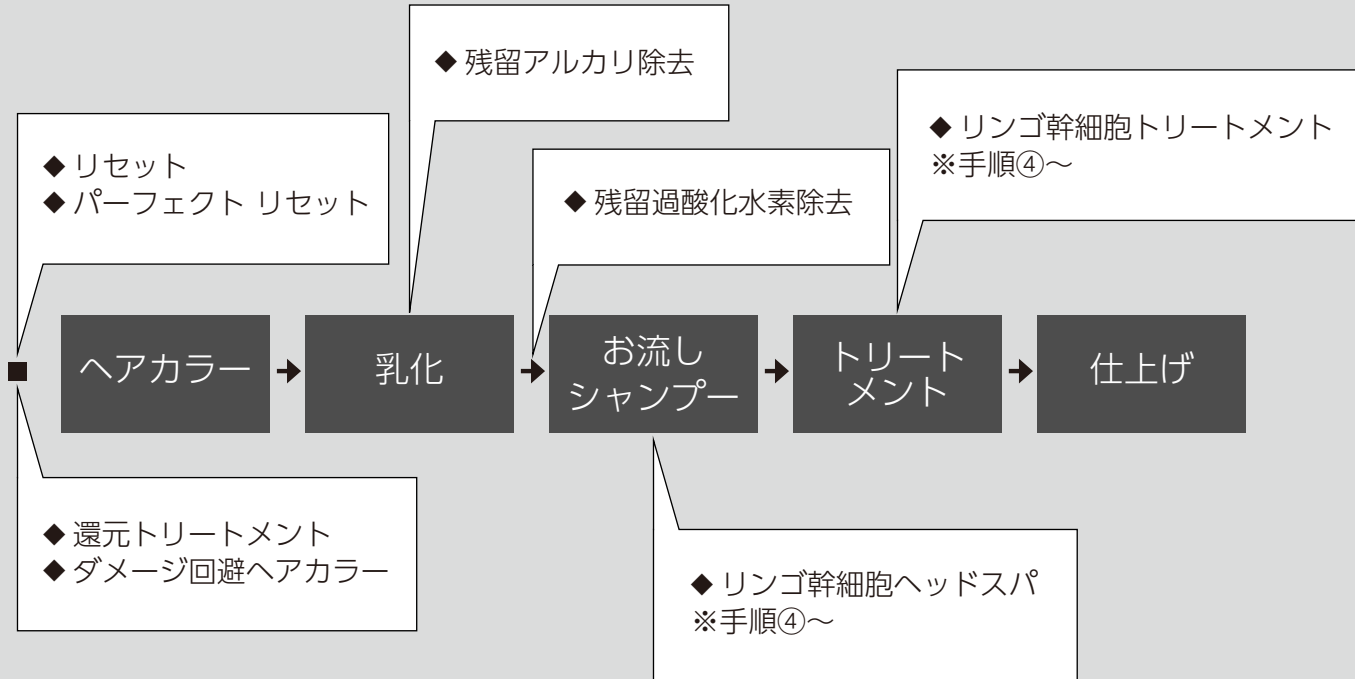 ◆ 残留アルカリ除去
◆ リンゴ幹細胞トリートメント
※手順④～
◆ リセット
◆ パーフェクト リセット
◆ 残留過酸化水素除去
ヘアカラー
乳化
お流し
シャンプー
トリート
メント
仕上げ
◆ 還元トリートメント
◆ ダメージ回避ヘアカラー
◆ リンゴ幹細胞ヘッドスパ
※手順④～